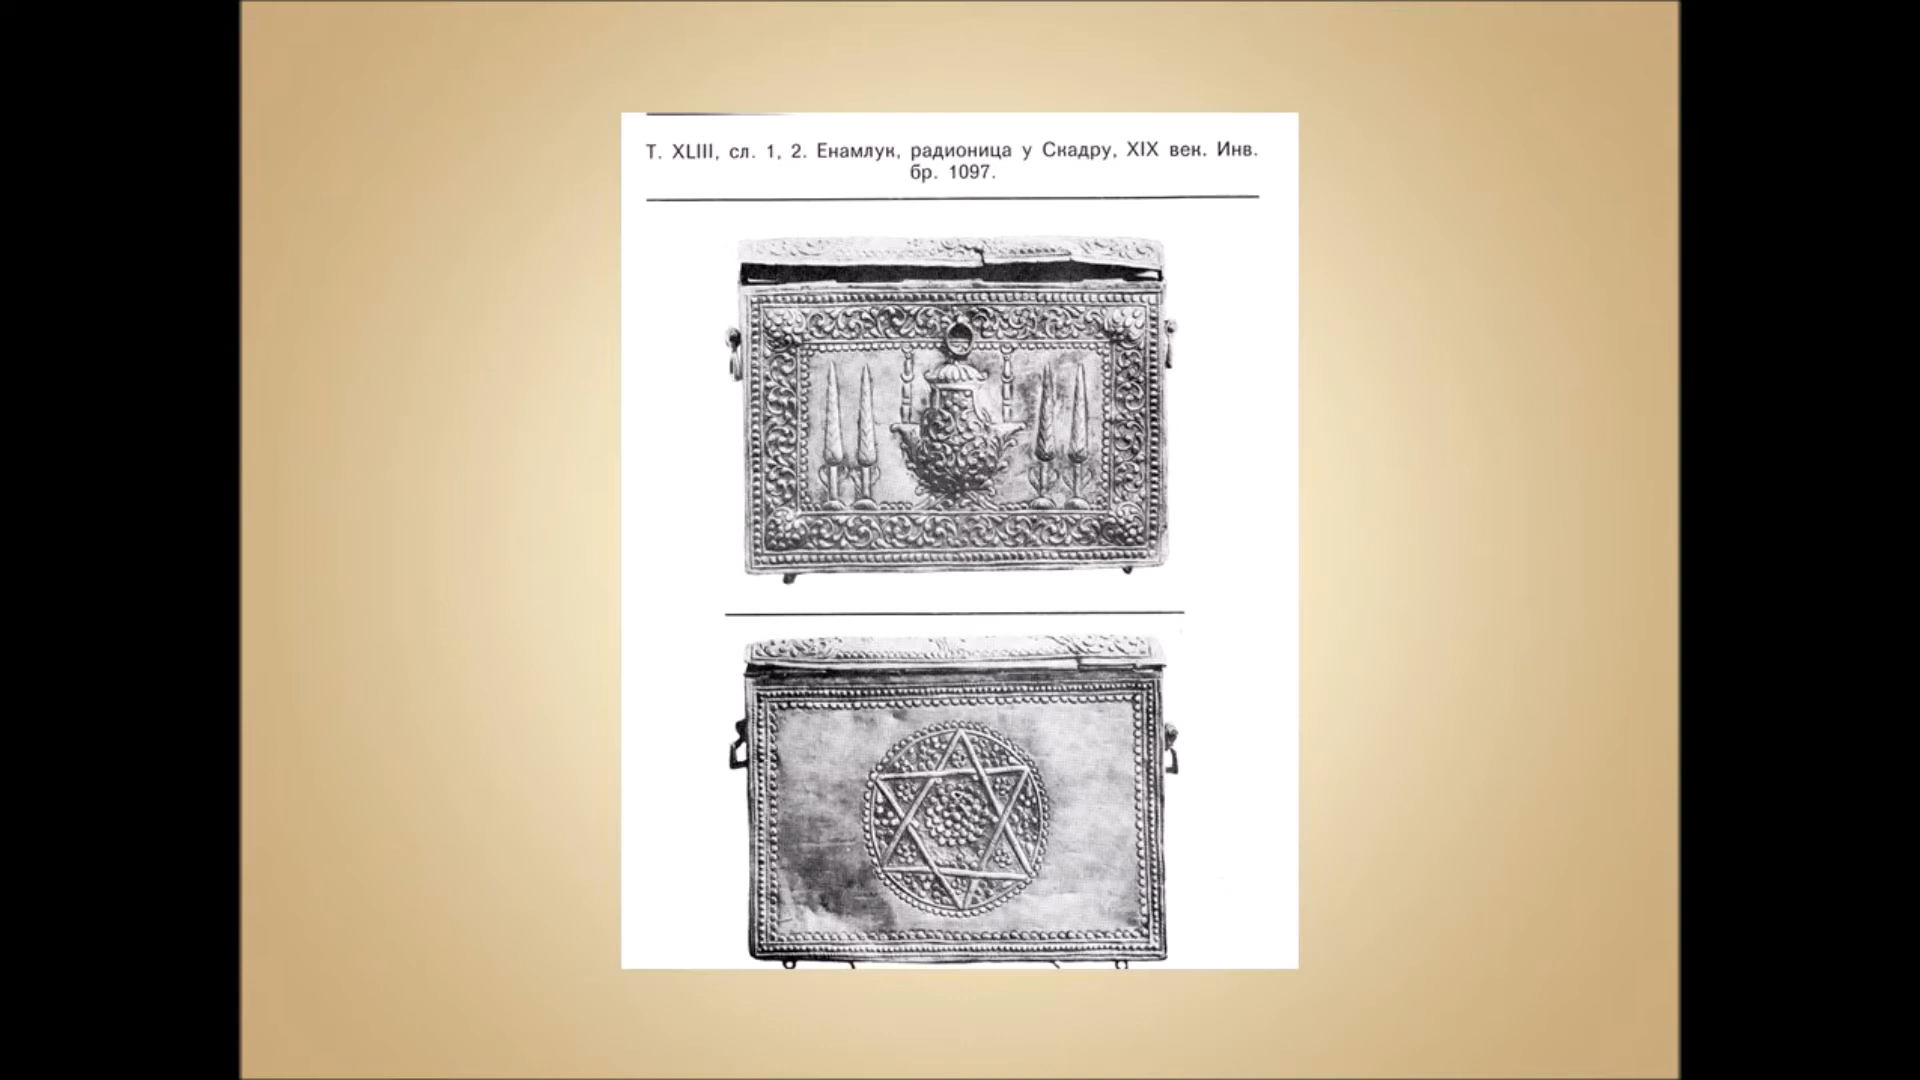 Т. XLIII, сл. 1, 2. Енамлук, радионица у Скадру, XIX век. Инв.
бр. 1097.